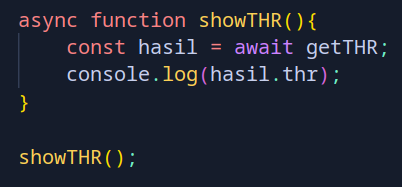 async function showTHR(){
    const hasil = await getTHR;
    console.log(hasil.thr);
}

showTHR();